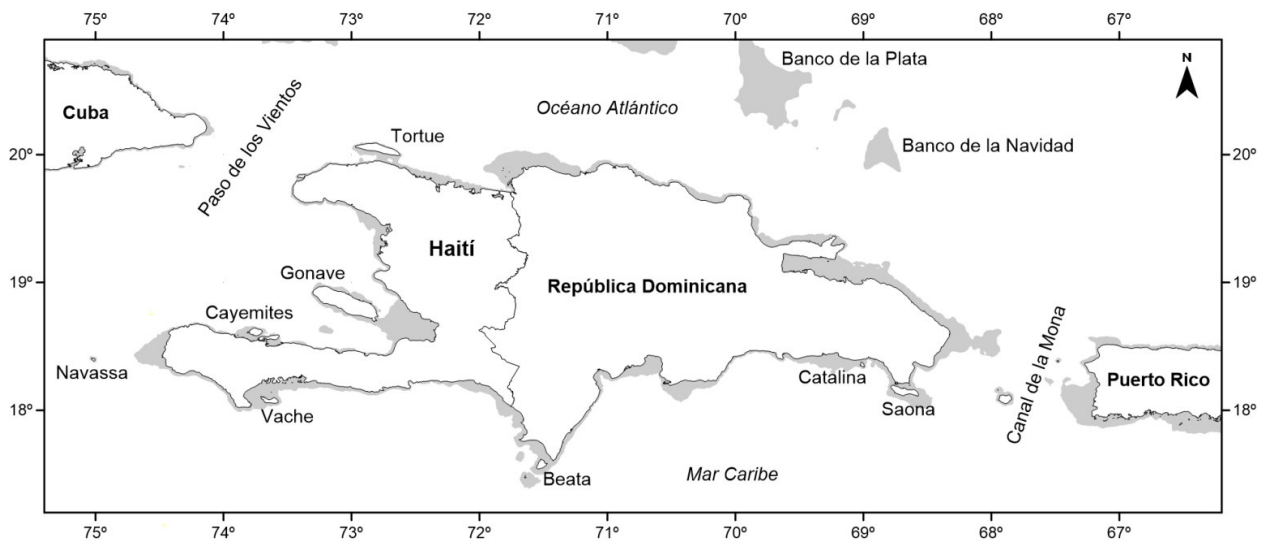 75º 74º 73º 72º 71º 70º 69º 68º 67º
Banco de la Plata
N
Cuba
Paso de los Vientos
Océano Atlántico
Tortue
Banco de la Navidad
20º 20º
Haití
Gonave
19º 19º
República Dominicana
Cayemites
Navassa
Catalina
Canal de la Mona
Puerto Rico
Vache
Saona
18º 18º
Beata
Mar Caribe
75º 74º 73º 72º 71º 70º 69º 68º 67º